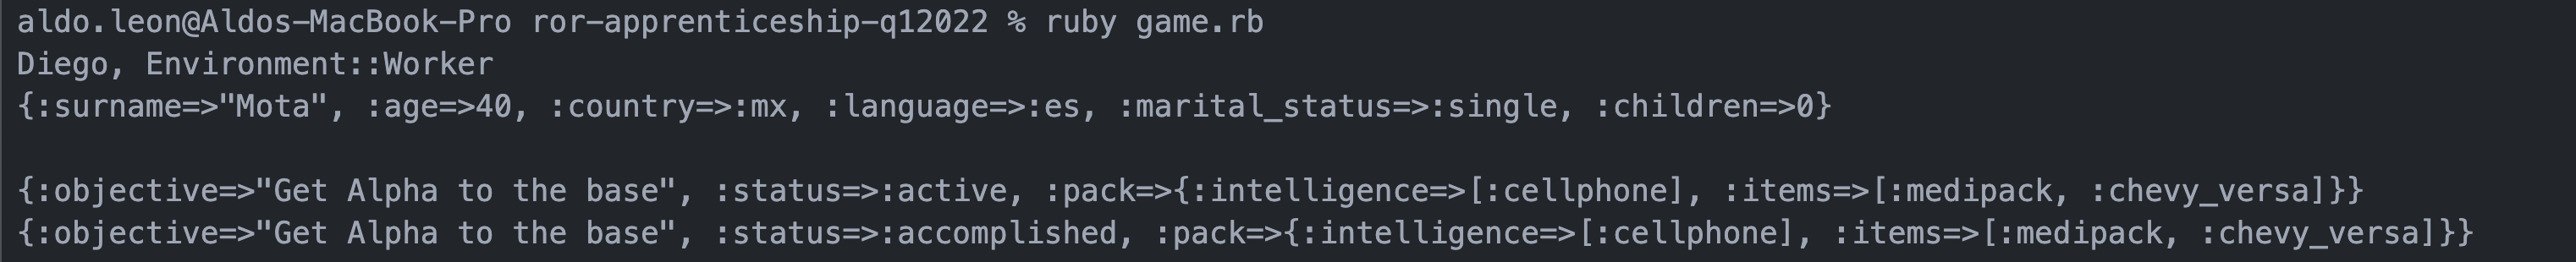 aldo.leon@Aldos-MacBook-Pro ror-apprenticeship-q12022 % ruby game.rb
Diego, Environment::Worker
{:surname=>"Mota", :age=>40, :country=>:mx, :language=>:es, :marital_status=>:single, :children=>0}
{:objective=>"Get Alpha to the base", :status=>:active, :pack=>{:intelligence=>[:cellphone], :items=>[:medipack, :chevy_versa]}}
{:objective=>"Get Alpha to the base", :status=>:accomplished, :pack=>{:intelligence=>[:cellphone], :items=>[:medipack, :chevy_versa]}}